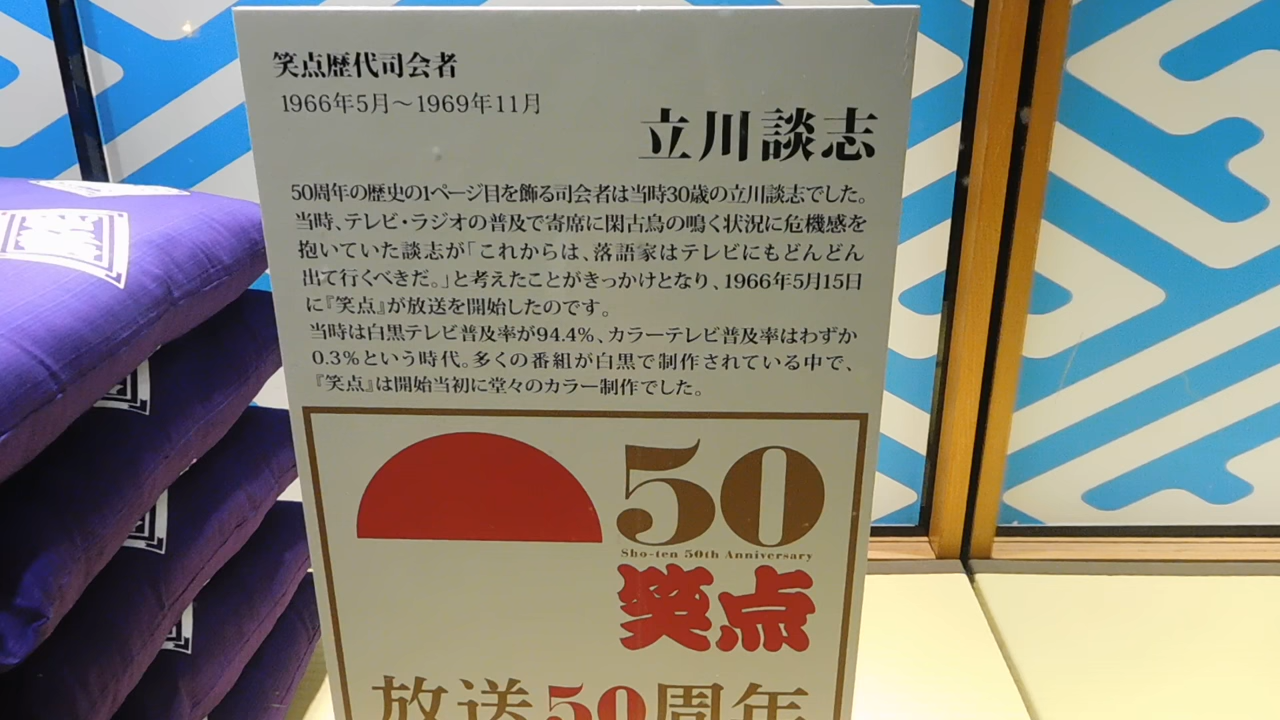 笑点歴代司会者
1966年5月～1969年11月
立川談志
50周年の歴史の1ページ目を飾る司会者は当時30歳の立川談志でした。
当時、テレビ・ラジオの普及で寄席に閑古鳥の鳴く状況に危機感を
抱いていた談志が「これからは、落語家はテレビにもどんどん
出て行くべきだ。」と考えたことがきっかけとなり、1966年5月15日
に『笑点』が放送を開始したのです。
当時は白黒テレビ普及率が94.4%、カラーテレビ普及率はわずか
0.3%という時代。多くの番組が白黒で制作されている中で、
『笑点』は開始当初に堂々のカラー制作でした。
50
Sho-ten 50th Anniversary
笑点
放送50周年